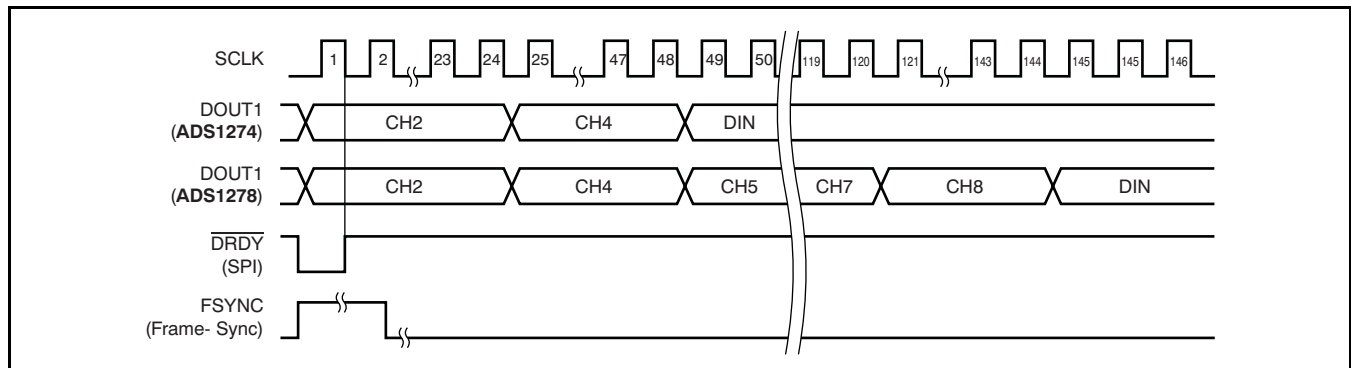 SCLK 1 2 23 24 25 47 48 49 50 119 120 121 143 144 145 145 146
DOUT1
(ADS1274)
CH2 CH4 DIN
DOUT1
(ADS1278)
CH2 CH4 CH5 CH7 CH8 DIN
DRDY
(SPI)
FSYNC
(Frame- Sync)